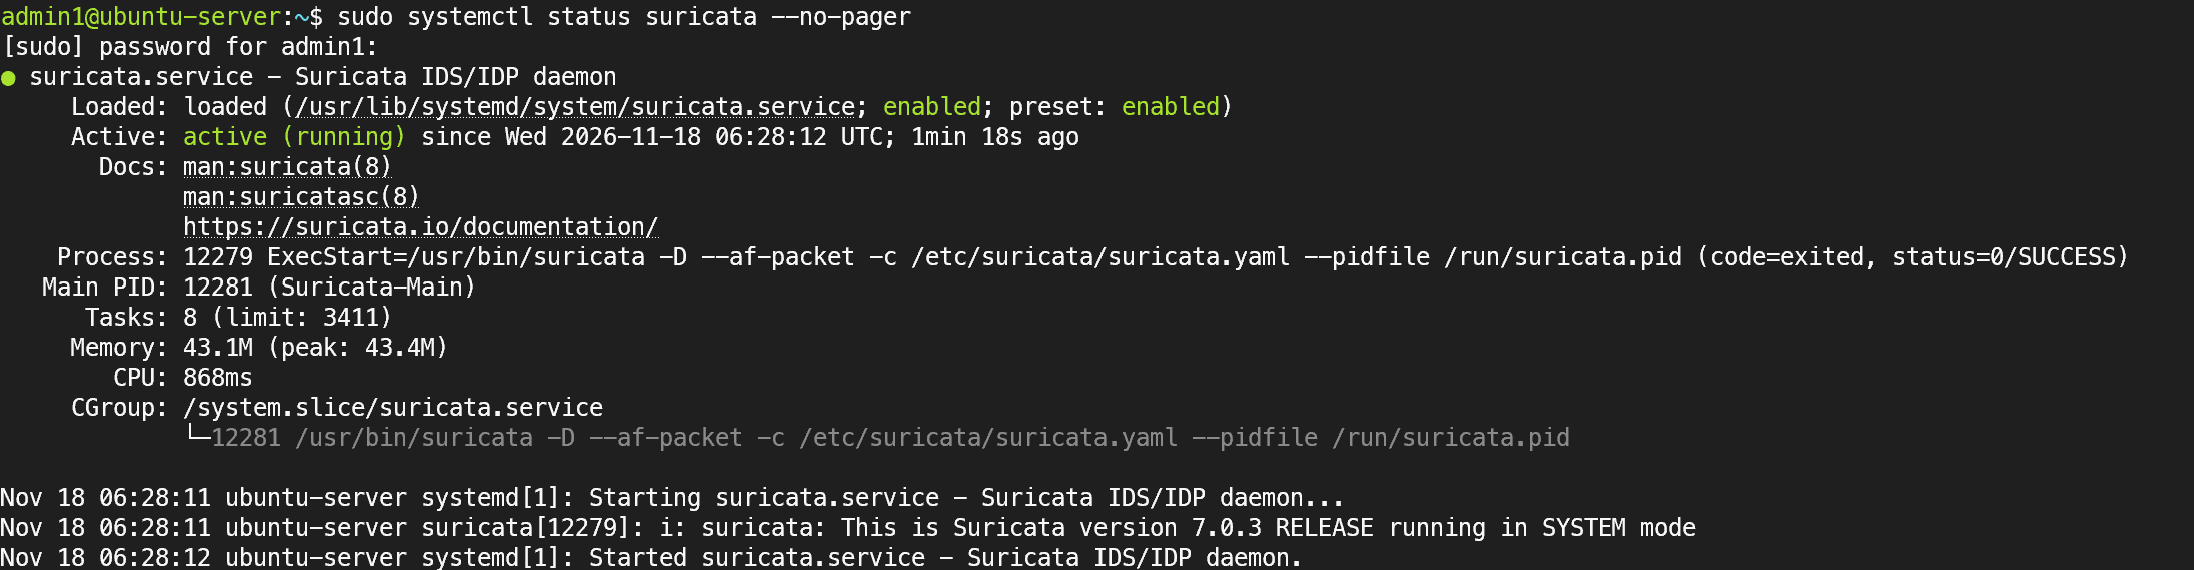 admin1@ubuntu-server:~$ sudo systemctl status suricata --no-pager
[sudo] password for admin1:
● suricata.service - Suricata IDS/IDP daemon
     Loaded: loaded (/usr/lib/systemd/system/suricata.service; enabled; preset: enabled)
     Active: active (running) since Wed 2026-11-18 06:28:12 UTC; 1min 18s ago
       Docs: man:suricata(8)
             man:suricatasc(8)
             https://suricata.io/documentation/
    Process: 12279 ExecStart=/usr/bin/suricata -D --af-packet -c /etc/suricata/suricata.yaml --pidfile /run/suricata.pid (code=exited, status=0/SUCCESS)
   Main PID: 12281 (Suricata-Main)
      Tasks: 8 (limit: 3411)
     Memory: 43.1M (peak: 43.4M)
        CPU: 868ms
     CGroup: /system.slice/suricata.service
             └─12281 /usr/bin/suricata -D --af-packet -c /etc/suricata/suricata.yaml --pidfile /run/suricata.pid

Nov 18 06:28:11 ubuntu-server systemd[1]: Starting suricata.service - Suricata IDS/IDP daemon...
Nov 18 06:28:11 ubuntu-server suricata[12279]: i: suricata: This is Suricata version 7.0.3 RELEASE running in SYSTEM mode
Nov 18 06:28:12 ubuntu-server systemd[1]: Started suricata.service - Suricata IDS/IDP daemon.